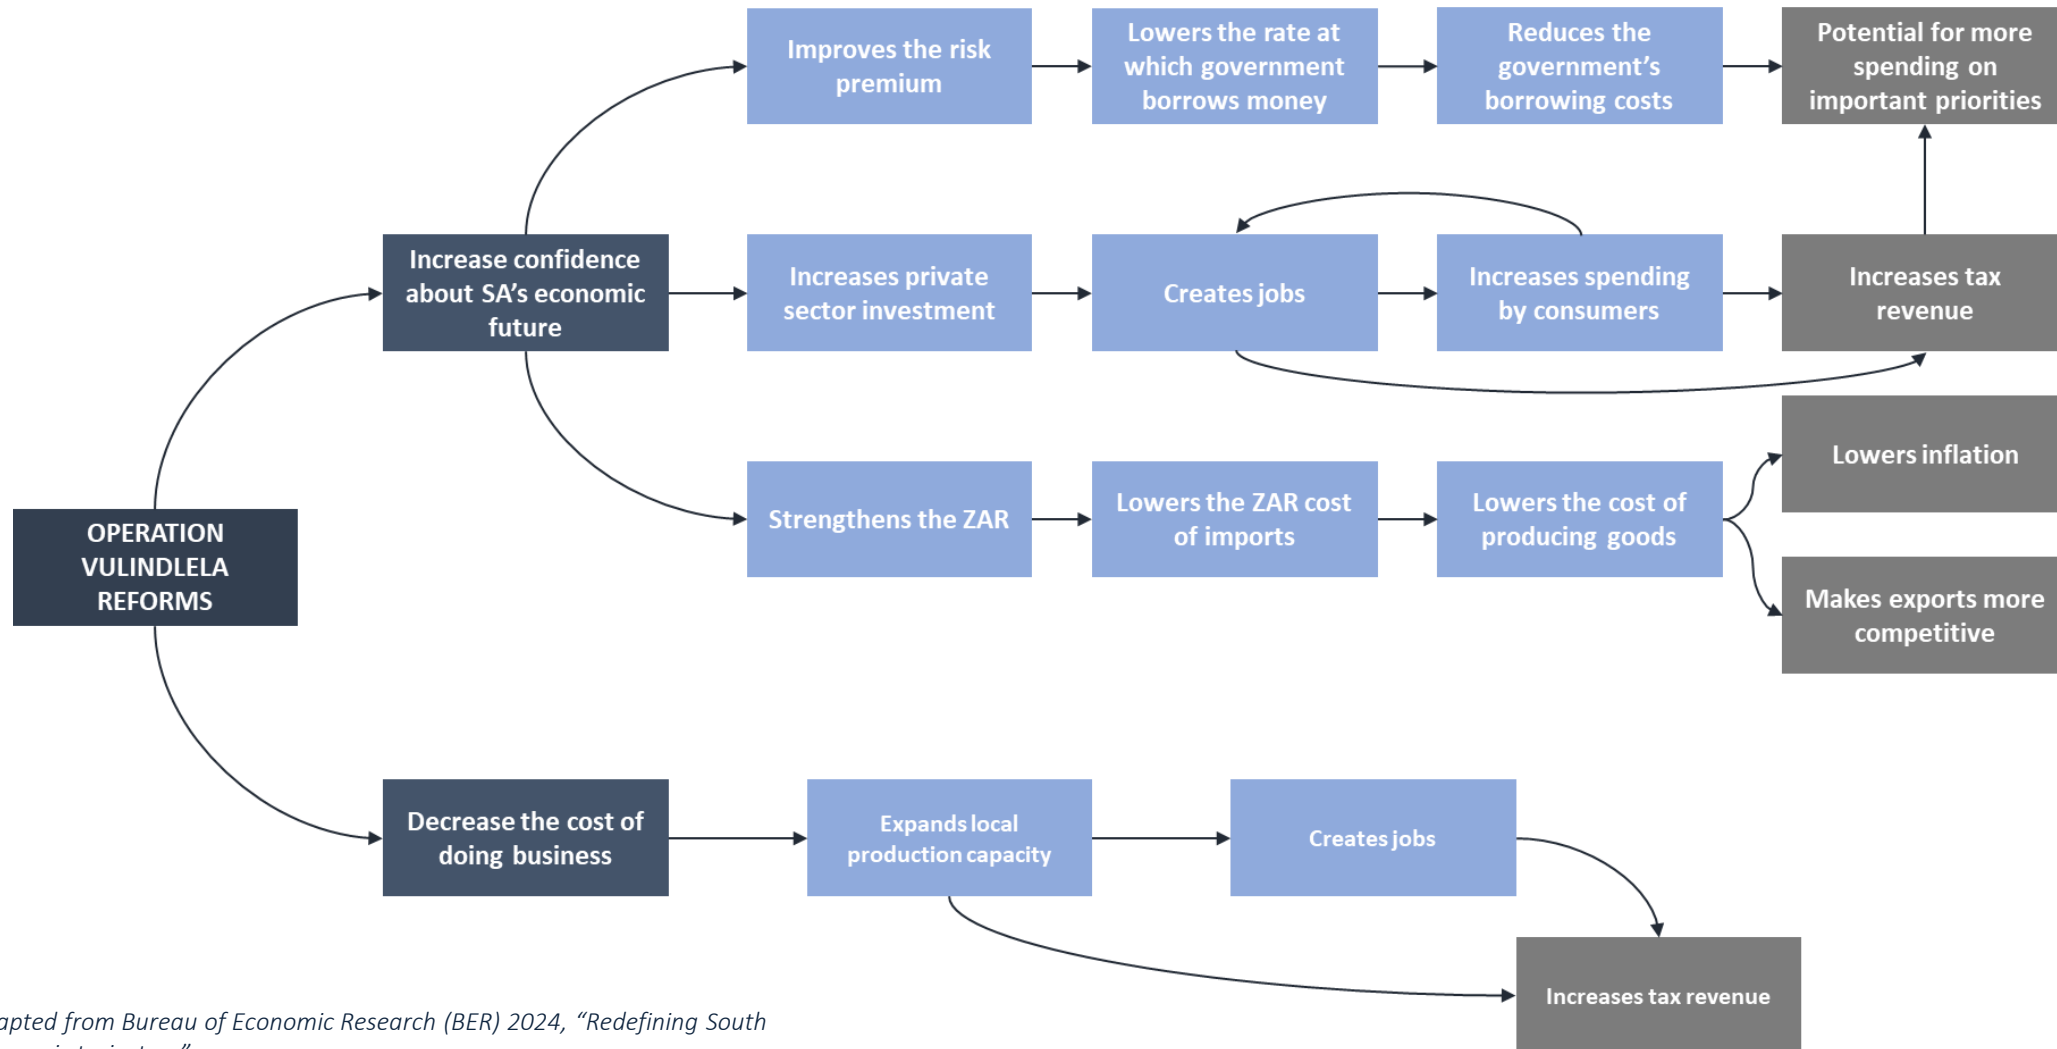 Improves the risk
premium
Lowers the rate at
which government
borrows money
Reduces the
government's
borrowing costs
Potential for more
spending on
important priorities
Increase confidence
about SA's economic
future
Increases private
sector investment
Creates jobs
Increases spending
by consumers
Increases tax
revenue
Strengthens the ZAR
Lowers the ZAR cost
of imports
Lowers the cost of
producing goods
Lowers inflation
Makes exports more
competitive
OPERATION
VULINDLELA
REFORMS
Decrease the cost of
doing business
Expands local
production capacity
Creates jobs
Increases tax revenue
apted from Bureau of Economic Research (BER) 2024, “Redefining South